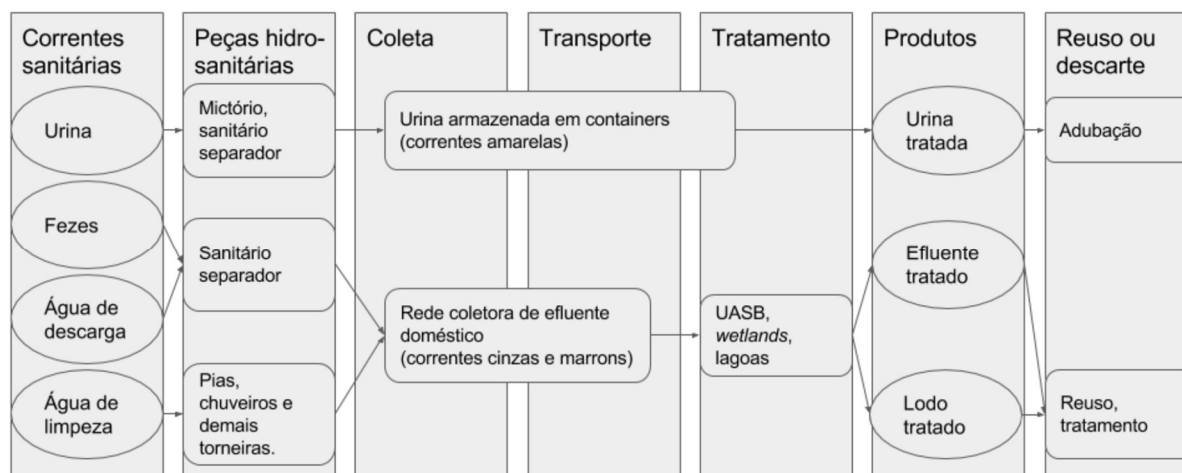 Correntes
sanitárias
Peças hidro-
sanitárias
Coleta
Transporte
Tratamento
Produtos
Reuso ou
descarte
Urina
Mictório,
sanitário
separador
Urina armazenada em containers
(correntes amarelas)
Urina
tratada
Adubação
Fezes
Sanitário
separador
Efluente
tratado
Água de
descarga
Rede coletora de efluente
doméstico
(correntes cinzas e marrons)
UASB,
wetlands,
lagoas
Água de
limpeza
Pias,
chuveiros e
demais
torneiras.
Lodo
tratado
Reuso,
tratamento